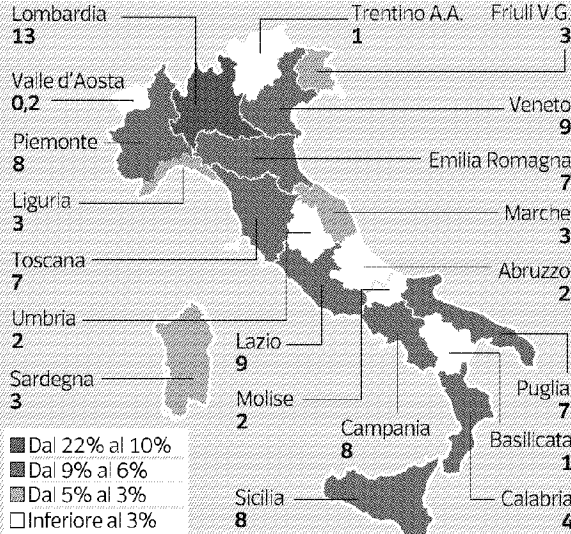 Lombardia
13
Trentino A.A.
1
Friuli V.G.
3
Valle d'Aosta
0,2
Veneto
9
Piemonte
8
Emilia Romagna
7
Liguria
3
Marche
3
Toscana
7
Abruzzo
2
Umbria
2
Lazio
9
Sardegna
3
Molise
2
Puglia
7
Campania
8
Basilicata
1
Dal 22% al 10%
Dal 9% al 6%
Dal 5% al 3%
Inferiore al 3%
Sicilia
8
Calabria
4